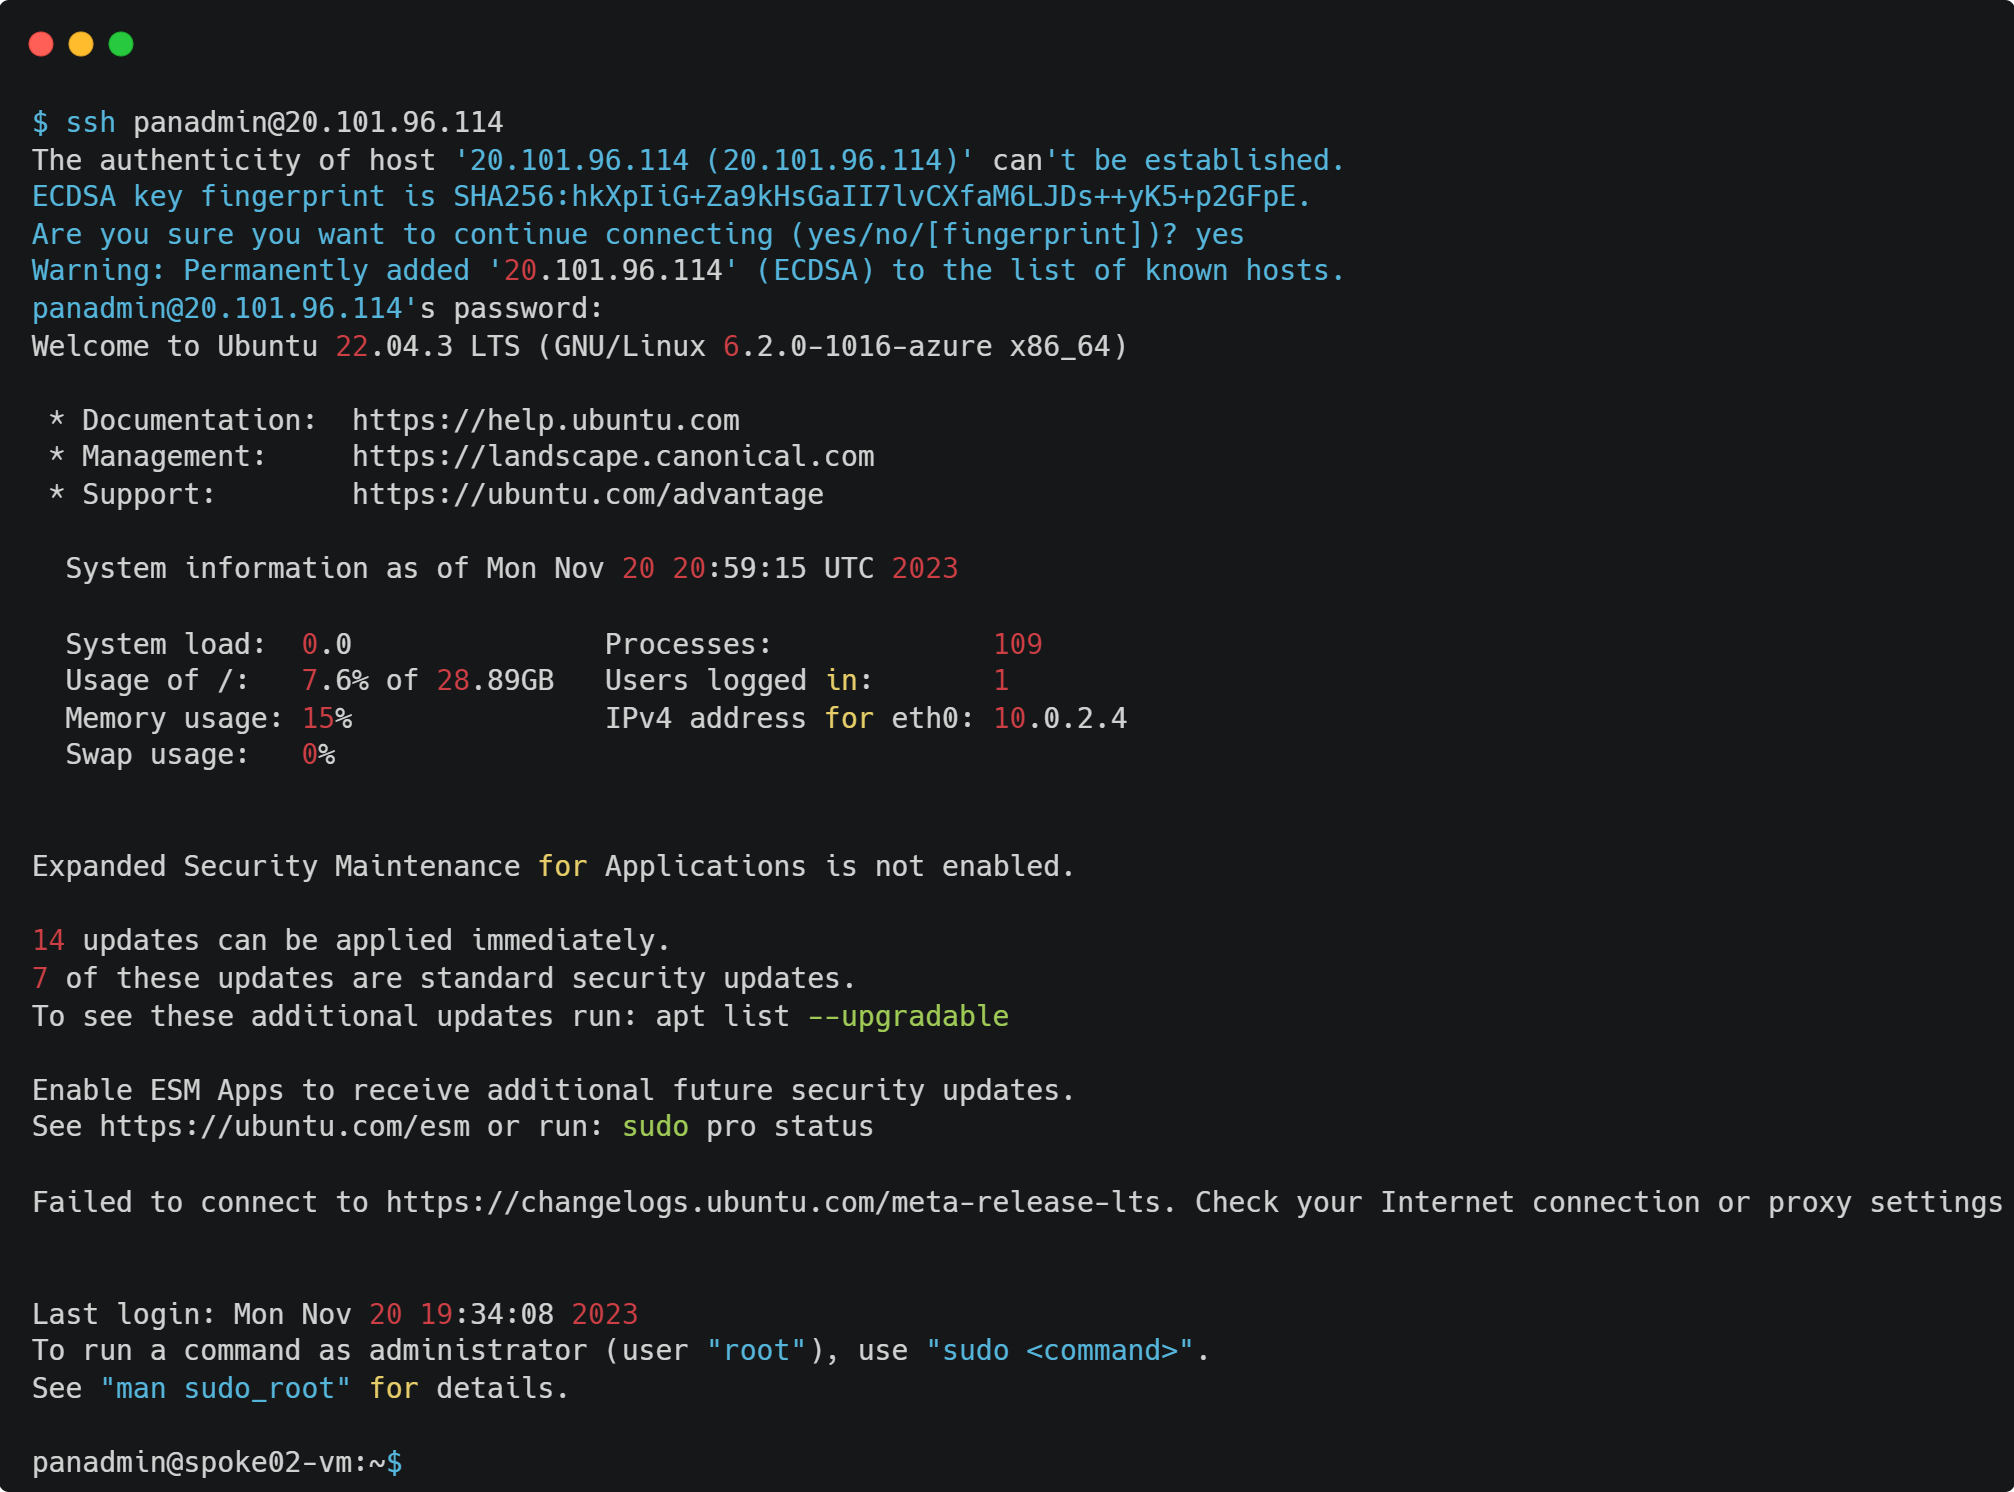 $ ssh panadmin@20.101.96.114
The authenticity of host '20.101.96.114 (20.101.96.114)' can't be established.
ECDSA key fingerprint is SHA256:hkXpIiG+Za9kHsGaII7lvCXfaM6LJDs++yK5+p2GFpE.
Are you sure you want to continue connecting (yes/no/[fingerprint])? yes
Warning: Permanently added '20.101.96.114' (ECDSA) to the list of known hosts.
panadmin@20.101.96.114's password:
Welcome to Ubuntu 22.04.3 LTS (GNU/Linux 6.2.0-1016-azure x86_64)

 * Documentation:  https://help.ubuntu.com
 * Management:     https://landscape.canonical.com
 * Support:        https://ubuntu.com/advantage

  System information as of Mon Nov 20 20:59:15 UTC 2023

  System load:  0.0               Processes:             109
  Usage of /:   7.6% of 28.89GB   Users logged in:       1
  Memory usage: 15%               IPv4 address for eth0: 10.0.2.4
  Swap usage:   0%

Expanded Security Maintenance for Applications is not enabled.

14 updates can be applied immediately.
7 of these updates are standard security updates.
To see these additional updates run: apt list --upgradable

Enable ESM Apps to receive additional future security updates.
See https://ubuntu.com/esm or run: sudo pro status

Failed to connect to https://changelogs.ubuntu.com/meta-release-lts. Check your Internet connection or proxy settings

Last login: Mon Nov 20 19:34:08 2023
To run a command as administrator (user "root"), use "sudo <command>".
See "man sudo_root" for details.

panadmin@spoke02-vm:~$